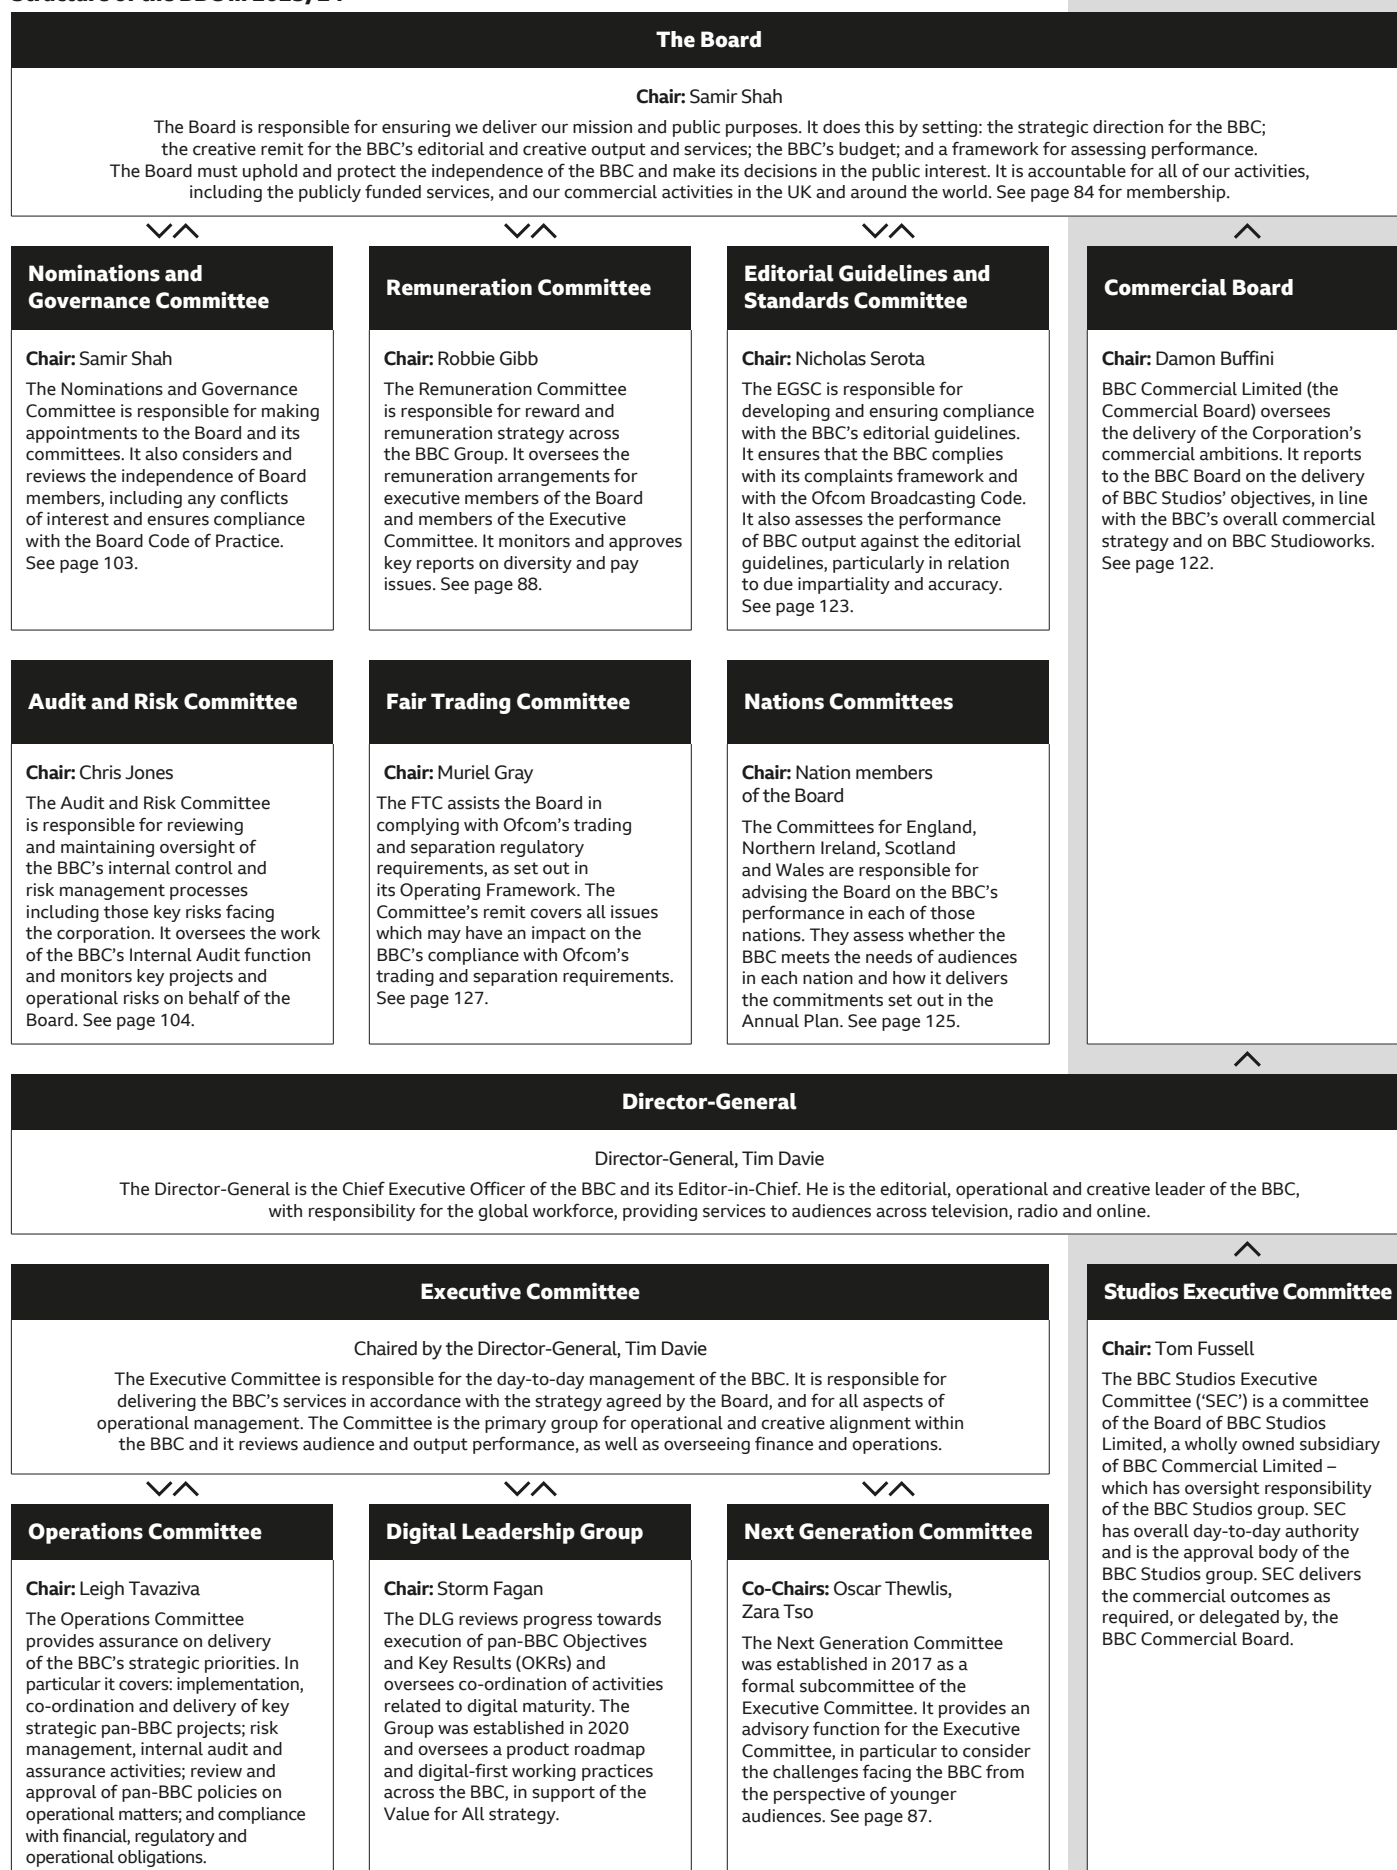 The Board
Chair: Samir Shah
The Board is responsible for ensuring we deliver our mission and public purposes. It does this by setting: the strategic direction for the BBC;
the creative remit for the BBC's editorial and creative output and services; the BBC's budget; and a framework for assessing performance.
The Board must uphold and protect the independence of the BBC and make its decisions in the public interest. It is accountable for all of our activities,
including the publicly funded services, and our commercial activities in the UK and around the world. See page 84 for membership.
Nominations and
Governance Committee
Chair: Samir Shah
The Nominations and Governance
Committee is responsible for making
appointments to the Board and its
committees. It also considers and
reviews the independence of Board
members, including any conflicts
of interest and ensures compliance
with the Board Code of Practice.
See page 103.
Remuneration Committee
Chair: Robbie Gibb
The Remuneration Committee
is responsible for reward and
remuneration strategy across
the BBC Group. It oversees the
remuneration arrangements for
executive members of the Board
and members of the Executive
Committee. It monitors and approves
key reports on diversity and pay
issues. See page 88.
Editorial Guidelines and
Standards Committee
Chair: Nicholas Serota
The EGSC is responsible for
developing and ensuring compliance
with the BBC's editorial guidelines.
It ensures that the BBC complies
with its complaints framework and
with the Ofcom Broadcasting Code.
It also assesses the performance
of BBC output against the editorial
guidelines, particularly in relation
to due impartiality and accuracy.
See page 123.
Commercial Board
Chair: Damon Buffini
BBC Commercial Limited (the
Commercial Board) oversees
the delivery of the Corporation's
commercial ambitions. It reports
to the BBC Board on the delivery
of BBC Studios' objectives, in line
with the BBC's overall commercial
strategy and on BBC Studioworks.
See page 122.
Audit and Risk Committee
Chair: Chris Jones
The Audit and Risk Committee
is responsible for reviewing
and maintaining oversight of
the BBC's internal control and
risk management processes
including those key risks facing
the corporation. It oversees the work
of the BBC's Internal Audit function
and monitors key projects and
operational risks on behalf of the
Board. See page 104.
Fair Trading Committee
Chair: Muriel Gray
The FTC assists the Board in
complying with Ofcom's trading
and separation regulatory
requirements, as set out in
its Operating Framework. The
Committee's remit covers all issues
which may have an impact on the
BBC's compliance with Ofcom's
trading and separation requirements.
See page 127.
Nations Committees
Chair: Nation members
of the Board
The Committees for England,
Northern Ireland, Scotland
and Wales are responsible for
advising the Board on the BBC's
performance in each of those
nations. They assess whether the
BBC meets the needs of audiences
in each nation and how it delivers
the commitments set out in the
Annual Plan. See page 125.
Director-General
Director-General, Tim Davie
The Director-General is the Chief Executive Officer of the BBC and its Editor-in-Chief. He is the editorial, operational and creative leader of the BBC,
with responsibility for the global workforce, providing services to audiences across television, radio and online.
Executive Committee
Chaired by the Director-General, Tim Davie
The Executive Committee is responsible for the day-to-day management of the BBC. It is responsible for
delivering the BBC's services in accordance with the strategy agreed by the Board, and for all aspects of
operational management. The Committee is the primary group for operational and creative alignment within
the BBC and it reviews audience and output performance, as well as overseeing finance and operations.
Studios Executive Committee
Chair: Tom Fussell
The BBC Studios Executive
Committee ('SEC') is a committee
of the Board of BBC Studios
Limited, a wholly owned subsidiary
of BBC Commercial Limited –
which has oversight responsibility
of the BBC Studios group. SEC
has overall day-to-day authority
and is the approval body of the
BBC Studios group. SEC delivers
the commercial outcomes as
required, or delegated by, the
BBC Commercial Board.
Operations Committee
Chair: Leigh Tavaziva
The Operations Committee
provides assurance on delivery
of the BBC's strategic priorities. In
particular it covers: implementation,
co-ordination and delivery of key
strategic pan-BBC projects; risk
management, internal audit and
assurance activities; review and
approval of pan-BBC policies on
operational matters; and compliance
with financial, regulatory and
operational obligations.
Digital Leadership Group
Chair: Storm Fagan
The DLG reviews progress towards
execution of pan-BBC Objectives
and Key Results (OKRs) and
oversees co-ordination of activities
related to digital maturity. The
Group was established in 2020
and oversees a product roadmap
and digital-first working practices
across the BBC, in support of the
Value for All strategy.
Next Generation Committee
Co-Chairs: Oscar Thewlis,
Zara Tso
The Next Generation Committee
was established in 2017 as a
formal subcommittee of the
Executive Committee. It provides an
advisory function for the Executive
Committee, in particular to consider
the challenges facing the BBC from
the perspective of younger
audiences. See page 87.